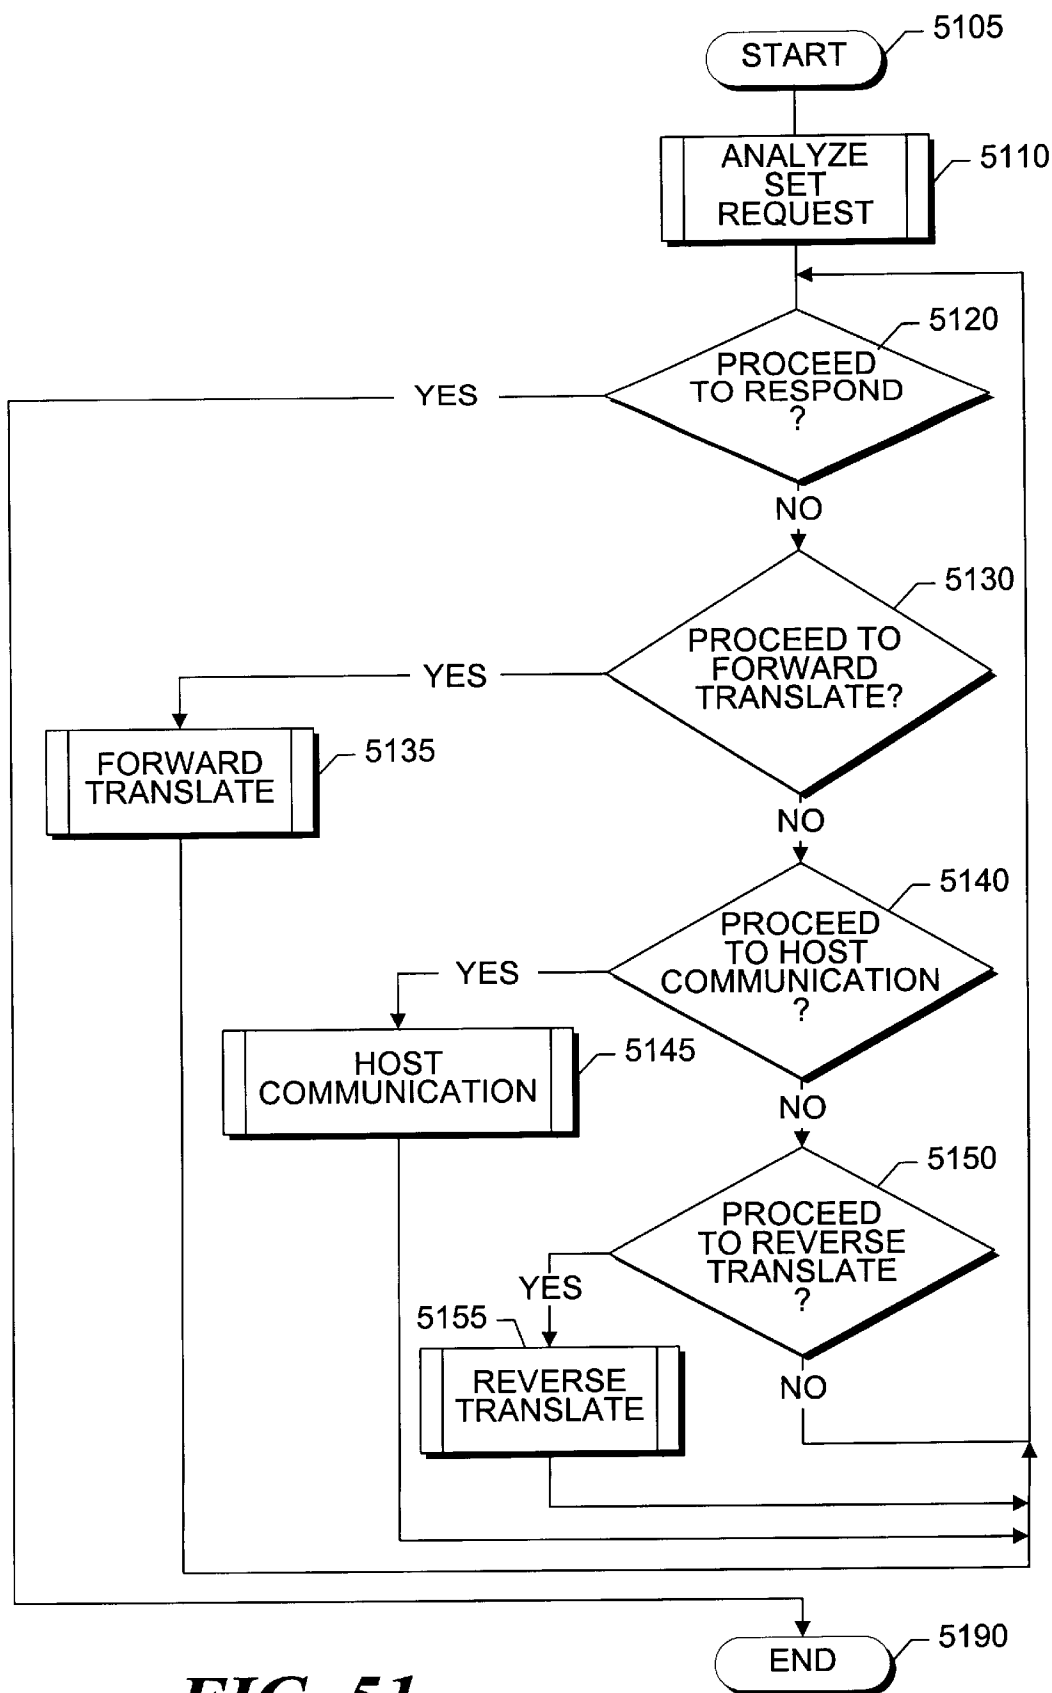 START
5105
ANALYZE
SET
REQUEST
5110
5120
PROCEED
TO RESPOND
?
YES
NO
5130
PROCEED TO
FORWARD
TRANSLATE?
YES
FORWARD
TRANSLATE
5135
NO
5140
PROCEED
TO HOST
COMMUNICATION
?
YES
HOST
COMMUNICATION
5145
NO
5150
PROCEED
TO REVERSE
TRANSLATE
?
YES
5155
REVERSE
TRANSLATE
NO
END
5190
FIG. 51